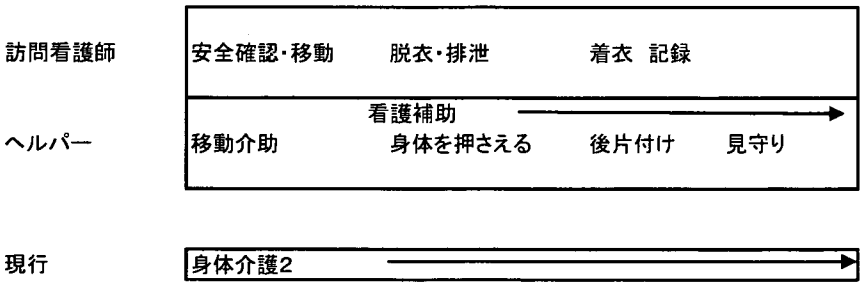 訪問看護師 安全確認・移動 脱衣・排泄 着衣 記録
看護補助
ヘルパー 移動介助 身体を押さえる 後片付け 見守り
現行 身体介護2